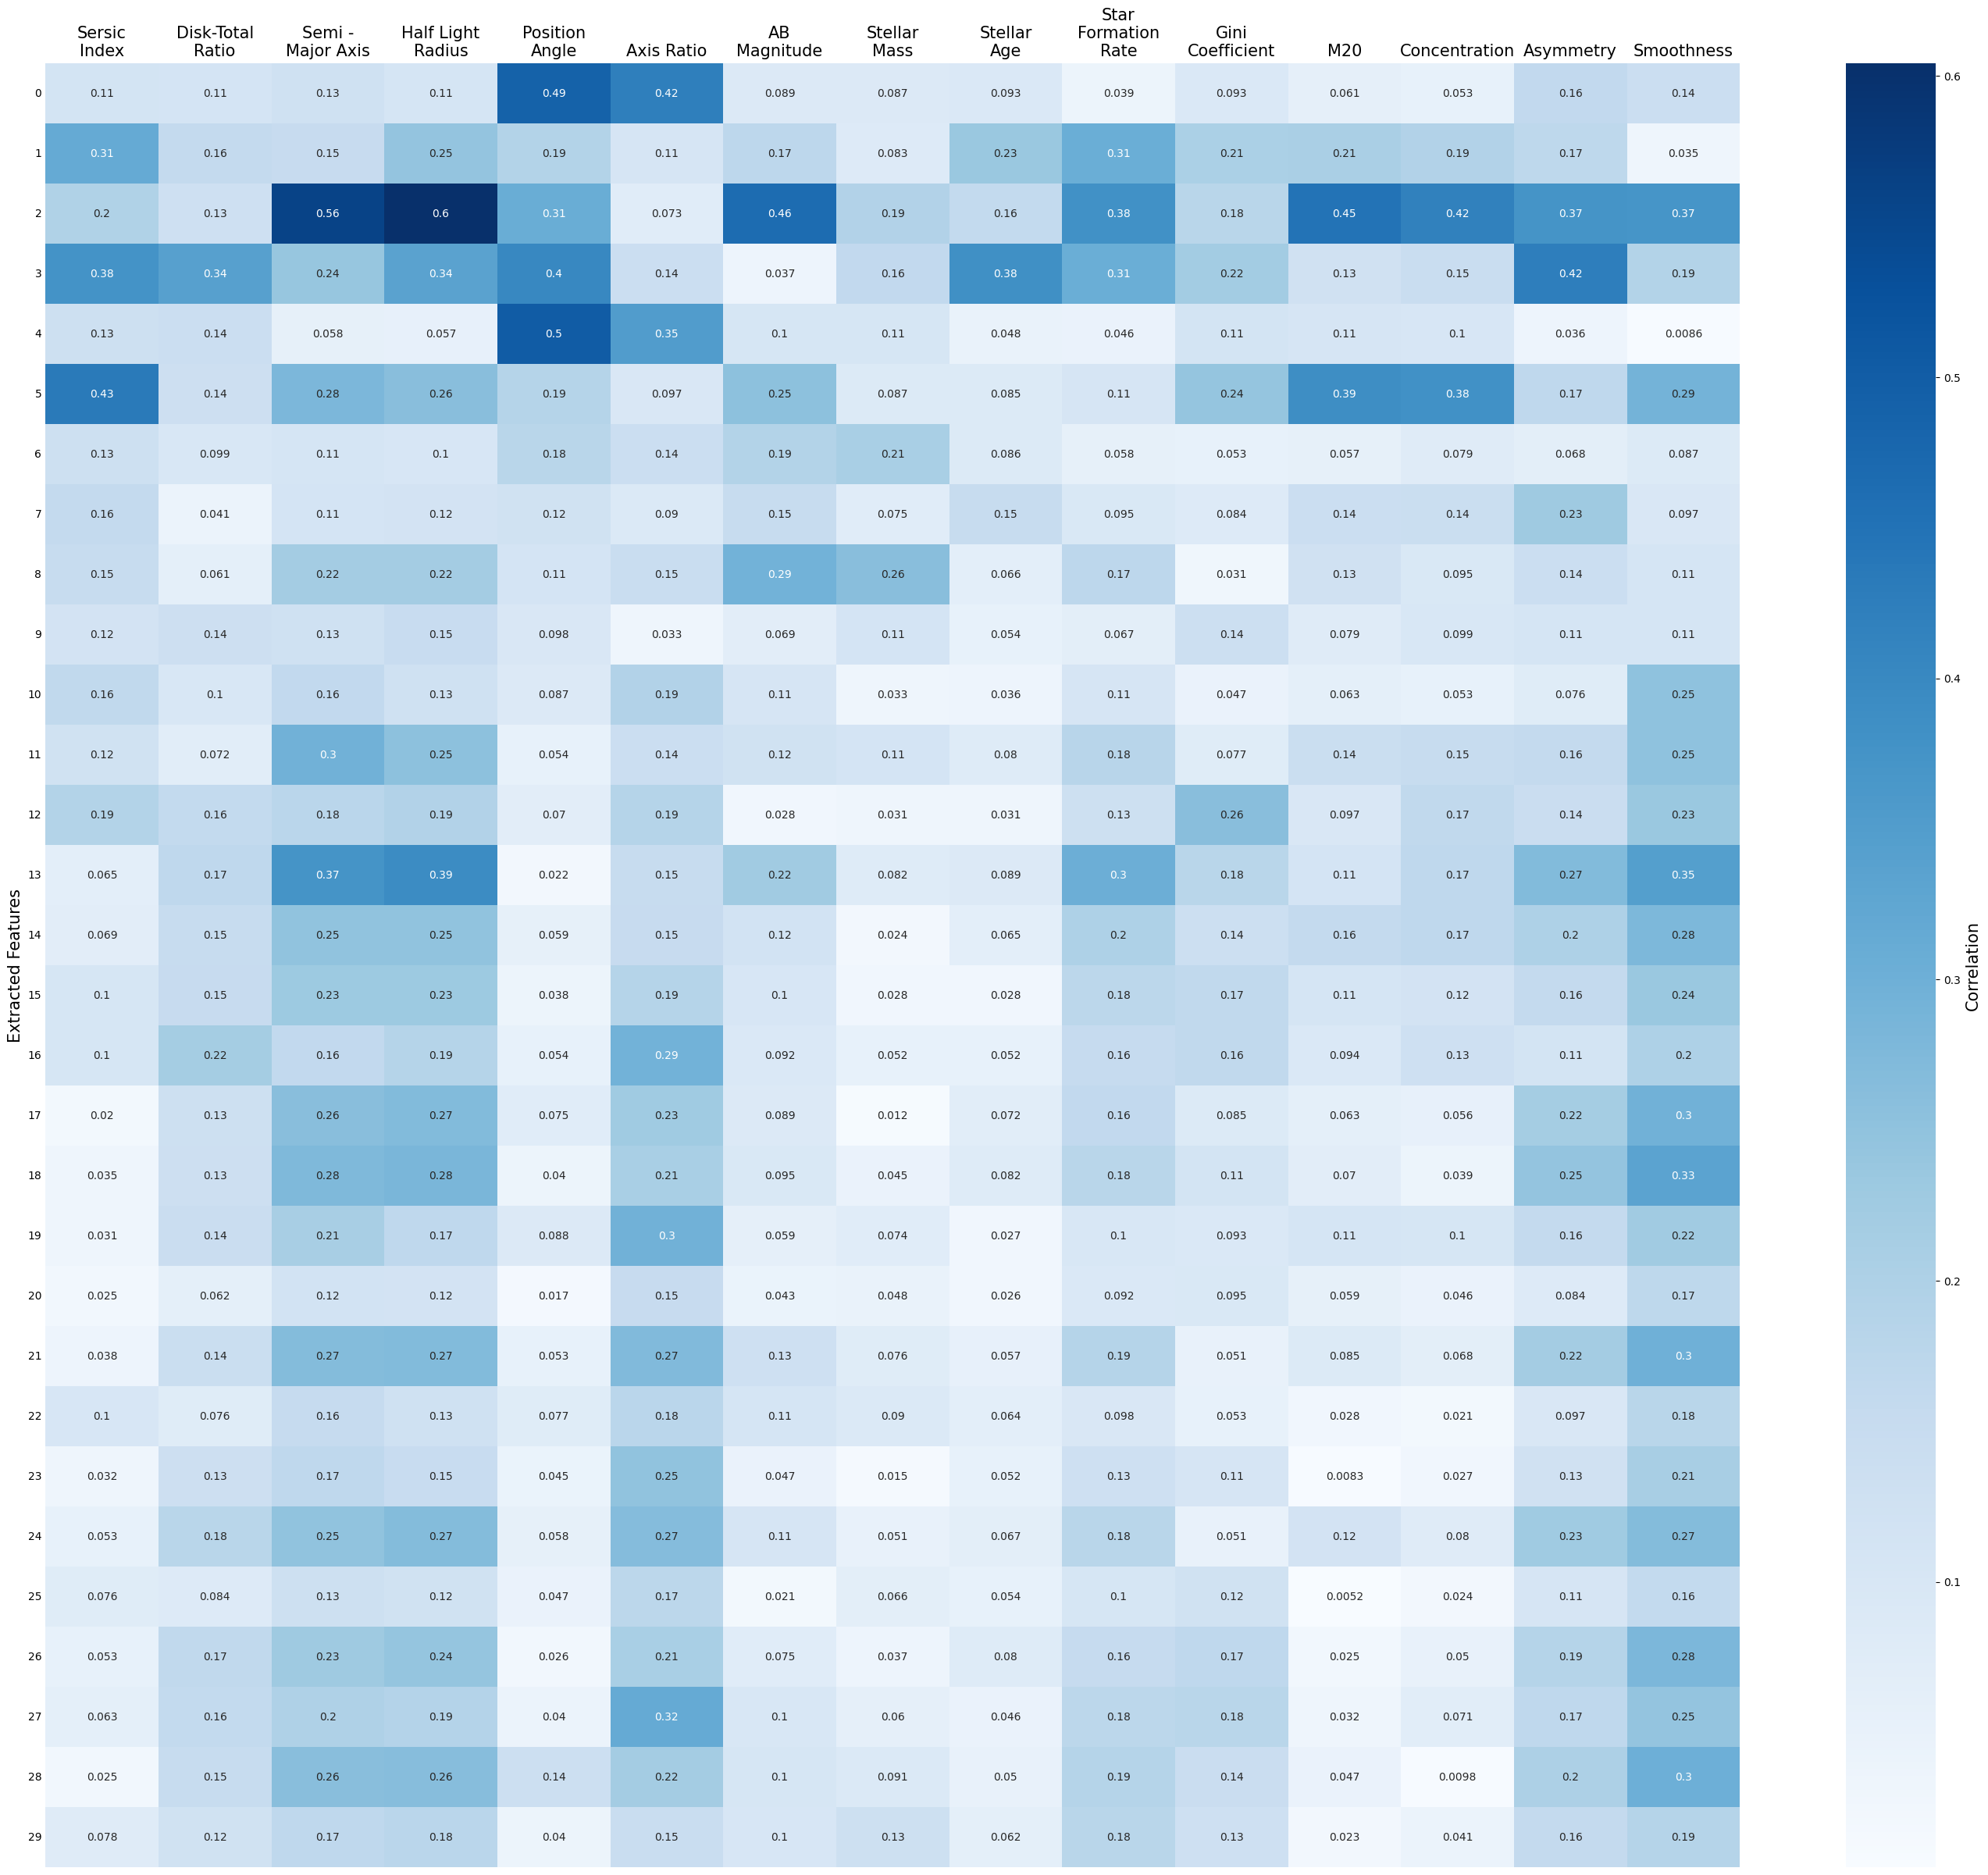 Star
Sersic Disk-Total Semi - Half Light Position AB Stellar Stellar Formation Gini
Index Ratio Major Axis Radius Angle Axis Ratio Magnitude Mass Age Rate Coefficient M20 Concentration Asymmetry Smoothness
0 0.11 0.11 0.13 0.11 0.49 0.42 0.089 0.087 0.093 0.039 0.093 0.061 0.053 0.16 0.14
1 0.31 0.16 0.15 0.25 0.19 0.11 0.17 0.083 0.23 0.31 0.21 0.21 0.19 0.17 0.035
2 0.2 0.13 0.56 0.6 0.31 0.073 0.46 0.19 0.16 0.38 0.18 0.45 0.42 0.37 0.37
3 0.38 0.34 0.24 0.34 0.4 0.14 0.037 0.16 0.38 0.31 0.22 0.13 0.15 0.42 0.19
4 0.13 0.14 0.058 0.057 0.5 0.35 0.1 0.11 0.048 0.046 0.11 0.11 0.1 0.036 0.0086
5 0.43 0.14 0.28 0.26 0.19 0.097 0.25 0.087 0.085 0.11 0.24 0.39 0.38 0.17 0.29
6 0.13 0.099 0.11 0.1 0.18 0.14 0.19 0.21 0.086 0.058 0.053 0.057 0.079 0.068 0.087
7 0.16 0.041 0.11 0.12 0.12 0.09 0.15 0.075 0.15 0.095 0.084 0.14 0.14 0.23 0.097
8 0.15 0.061 0.22 0.22 0.11 0.15 0.29 0.26 0.066 0.17 0.031 0.13 0.095 0.14 0.11
9 0.12 0.14 0.13 0.15 0.098 0.033 0.069 0.11 0.054 0.067 0.14 0.079 0.099 0.11 0.11
10 0.16 0.1 0.16 0.13 0.087 0.19 0.11 0.033 0.036 0.11 0.047 0.063 0.053 0.076 0.25
11 0.12 0.072 0.3 0.25 0.054 0.14 0.12 0.11 0.08 0.18 0.077 0.14 0.15 0.16 0.25
12 0.19 0.16 0.18 0.19 0.07 0.19 0.028 0.031 0.031 0.13 0.26 0.097 0.17 0.14 0.23
13 0.065 0.17 0.37 0.39 0.022 0.15 0.22 0.082 0.089 0.3 0.18 0.11 0.17 0.27 0.35
14 0.069 0.15 0.25 0.25 0.059 0.15 0.12 0.024 0.065 0.2 0.14 0.16 0.17 0.2 0.28
15 0.1 0.15 0.23 0.23 0.038 0.19 0.1 0.028 0.028 0.18 0.17 0.11 0.12 0.16 0.24
16 0.1 0.22 0.16 0.19 0.054 0.29 0.092 0.052 0.052 0.16 0.16 0.094 0.13 0.11 0.2
17 0.02 0.13 0.26 0.27 0.075 0.23 0.089 0.012 0.072 0.16 0.085 0.063 0.056 0.22 0.3
18 0.035 0.13 0.28 0.28 0.04 0.21 0.095 0.045 0.082 0.18 0.11 0.07 0.039 0.25 0.33
19 0.031 0.14 0.21 0.17 0.088 0.3 0.059 0.074 0.027 0.1 0.093 0.11 0.1 0.16 0.22
20 0.025 0.062 0.12 0.12 0.017 0.15 0.043 0.048 0.026 0.092 0.095 0.059 0.046 0.084 0.17
21 0.038 0.14 0.27 0.27 0.053 0.27 0.13 0.076 0.057 0.19 0.051 0.085 0.068 0.22 0.3
22 0.1 0.076 0.16 0.13 0.077 0.18 0.11 0.09 0.064 0.098 0.053 0.028 0.021 0.097 0.18
23 0.032 0.13 0.17 0.15 0.045 0.25 0.047 0.015 0.052 0.13 0.11 0.0083 0.027 0.13 0.21
24 0.053 0.18 0.25 0.27 0.058 0.27 0.11 0.051 0.067 0.18 0.051 0.12 0.08 0.23 0.27
25 0.076 0.084 0.13 0.12 0.047 0.17 0.021 0.066 0.054 0.1 0.12 0.0052 0.024 0.11 0.16
26 0.053 0.17 0.23 0.24 0.026 0.21 0.075 0.037 0.08 0.16 0.17 0.025 0.05 0.19 0.28
27 0.063 0.16 0.2 0.19 0.04 0.32 0.1 0.06 0.046 0.18 0.18 0.032 0.071 0.17 0.25
28 0.025 0.15 0.26 0.26 0.14 0.22 0.1 0.091 0.05 0.19 0.14 0.047 0.0098 0.2 0.3
29 0.078 0.12 0.17 0.18 0.04 0.15 0.1 0.13 0.062 0.18 0.13 0.023 0.041 0.16 0.19
Extracted Features
0.6
0.5
0.4
0.3
0.2
0.1
Correlation